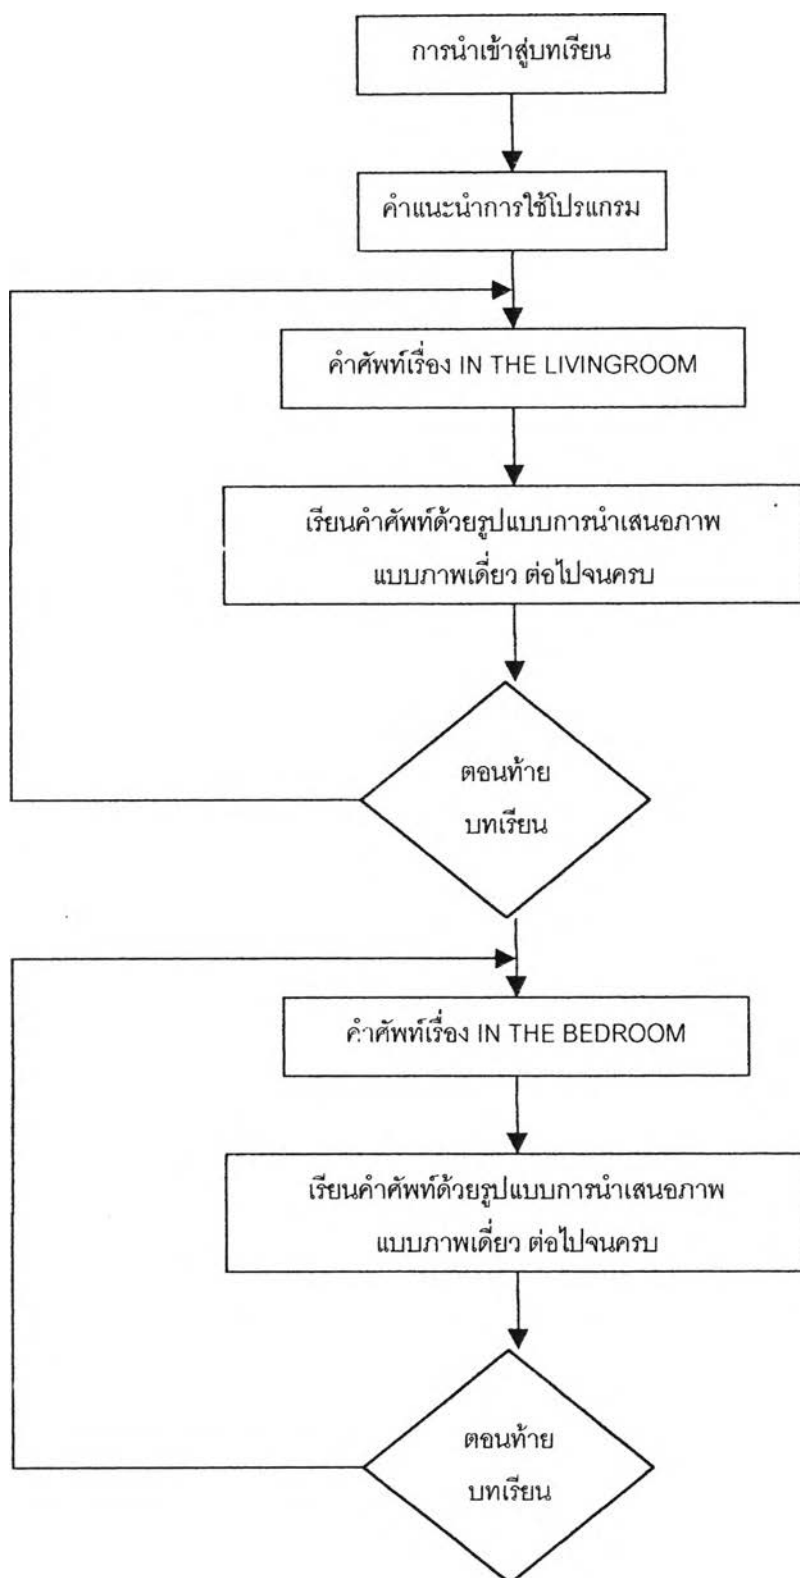 การนำเข้าสู่บทเรียน
คำแนะนำการใช้โปรแกรม
คำศัพท์เรื่อง IN THE LIVINGROOM
เรียนคำศัพท์ด้วยรูปแบบการนำเสนอภาพ
แบบภาพเดี่ยว ต่อไปจนครบ
ตอนท้าย
บทเรียน
คำศัพท์เรื่อง IN THE BEDROOM
เรียนคำศัพท์ด้วยรูปแบบการนำเสนอภาพ
แบบภาพเดี่ยว ต่อไปจนครบ
ตอนท้าย
บทเรียน